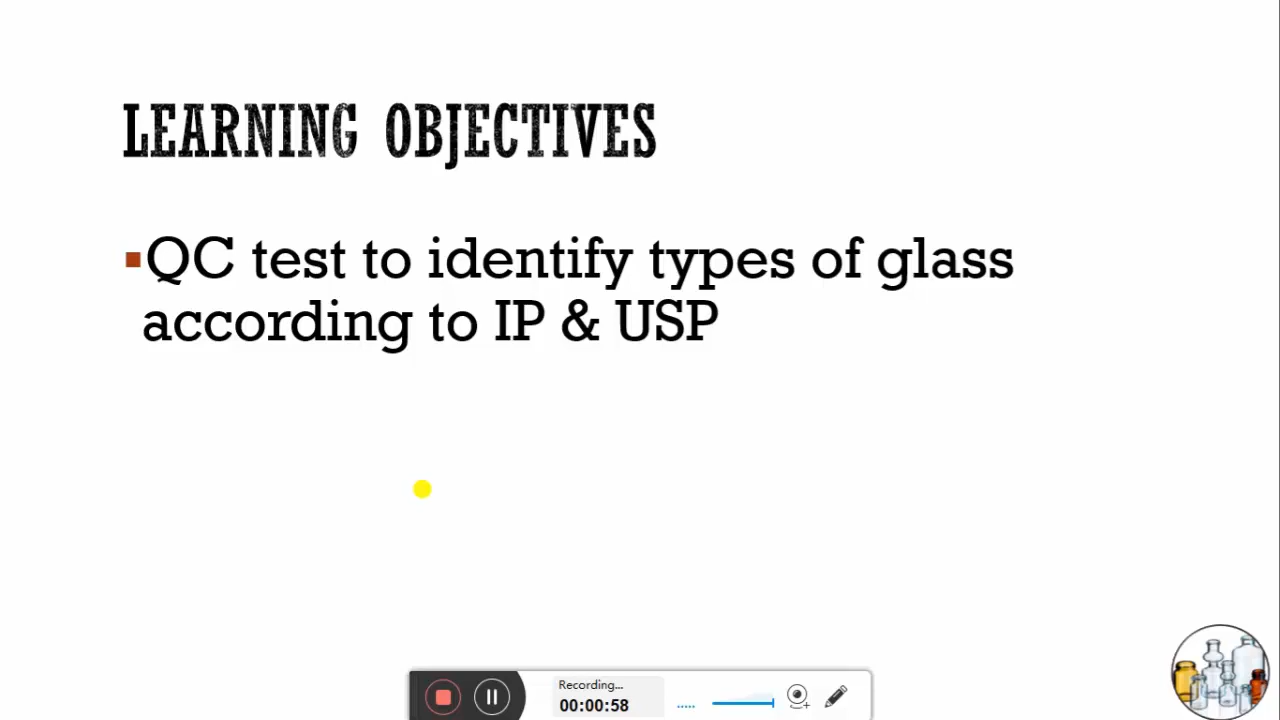 LEARNING OBJECTIVES
▪QC test to identify types of glass
according to IP & USP
Recording...
00:00:58